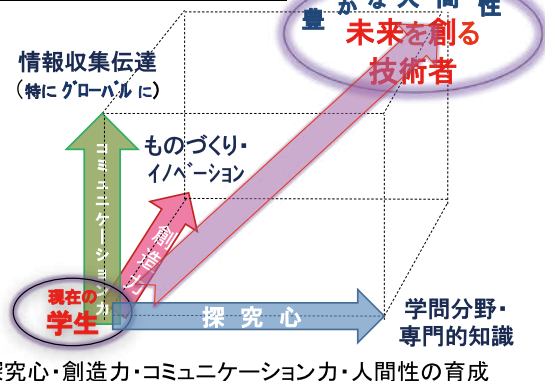 豊かな人間性
未来を創る
技術者
情報収集伝達
(特に グローバル に)
ものづくり・
イノベーション
コミュニケーション力
創造力
現在の
学生
探究心
学問分野・
専門的知識
探究心・創造力・コミュニケーション力・人間性の育成